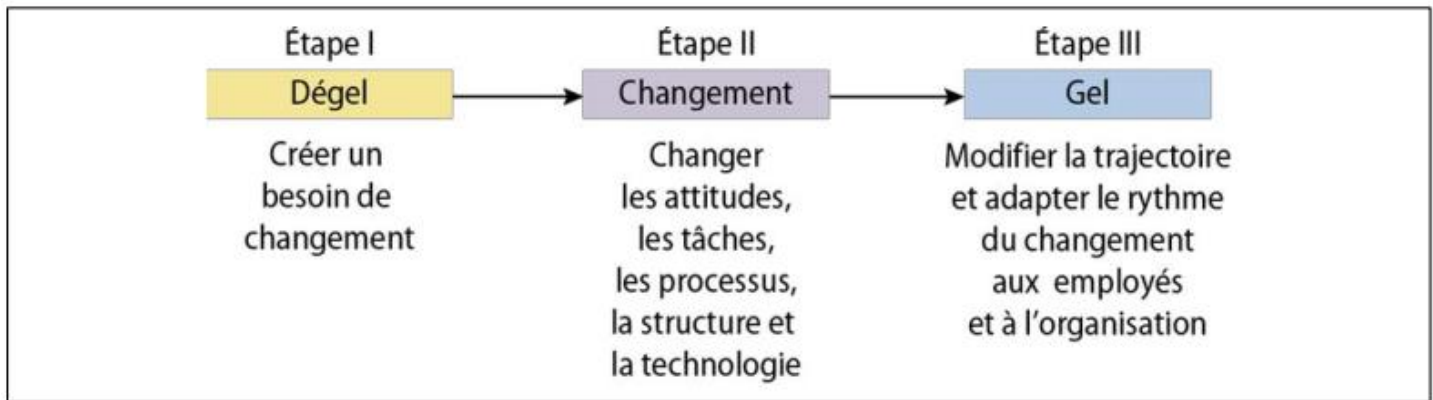 Étape I
Dégel
Créer un
besoin de
changement
Étape II
Changement
Changer
les attitudes,
les tâches,
les processus,
la structure et
la technologie
Étape III
Gel
Modifier la trajectoire
et adapter le rythme
du changement
aux employés
et à l'organisation